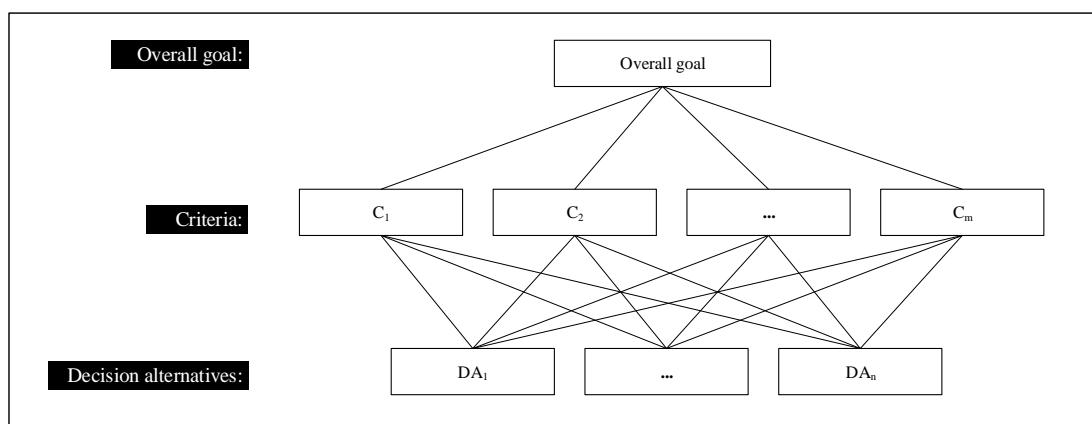 Overall goal:
Overall goal
Criteria:
C₁
C₂
...
Cₘ
Decision alternatives:
DA₁
...
DAₙ